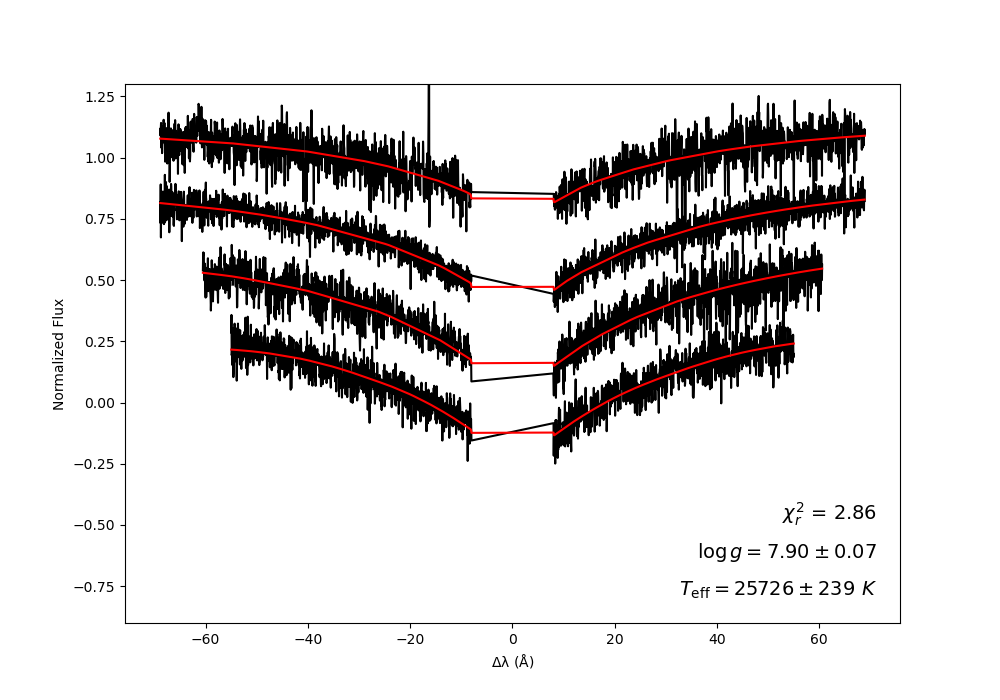 1.25
1.00
0.75
0.50
0.25
0.00
−0.25
−0.50
−0.75
Normalized Flux
χ²ᵣ = 2.86
log g = 7.90 ± 0.07
T_eff = 25726 ± 239 K
−60 −40 −20 0 20 40 60
Δλ (Å)